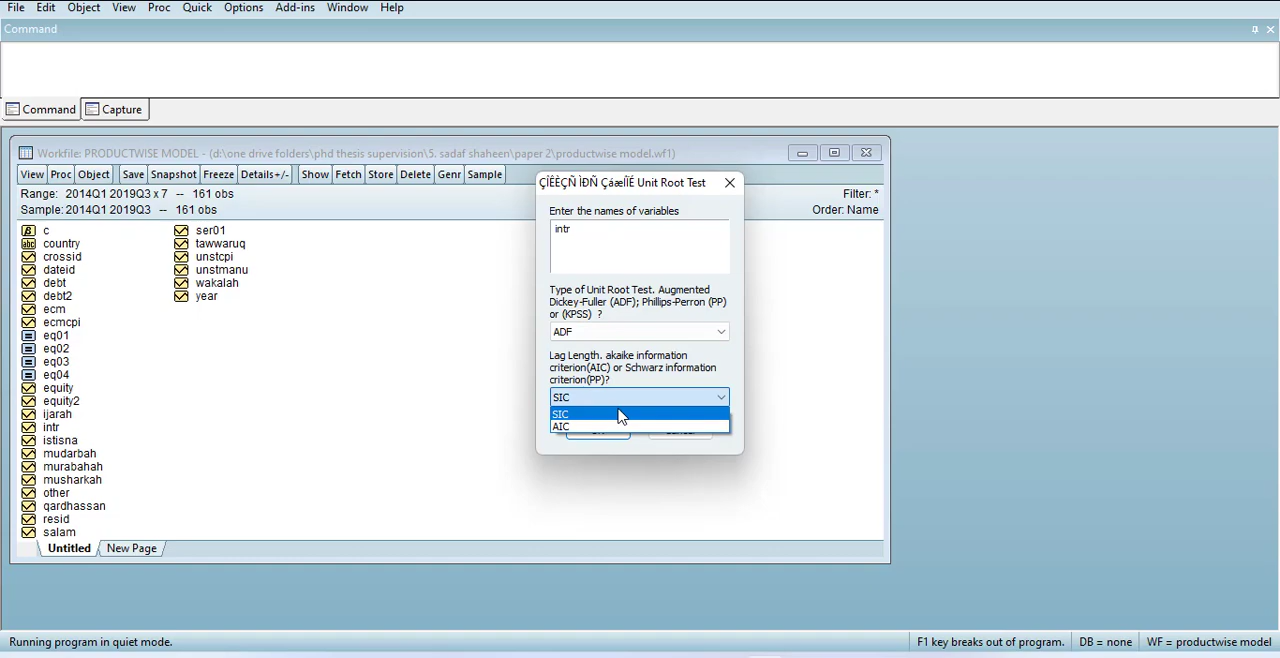 File Edit Object View Proc Quick Options Add-ins Window Help
Command
Command Capture
Workfile: PRODUCTWISE MODEL - (d:\one drive folders\phd thesis supervision\5. sadaf shaheen\paper 2\productwise model.wf1)
View Proc Object Save Snapshot Freeze Details+/- Show Fetch Store Delete Genr Sample
Range: 2014Q1 2019Q3 x 7 -- 161 obs
Filter: *
Sample: 2014Q1 2019Q3 -- 161 obs
Order: Name
c
country
crossid
dateid
debt
debt2
ecm
ecmcpi
eq01
eq02
eq03
eq04
equity
equity2
ijarah
intr
istisna
mudarbah
murabahah
musharkah
other
qardhassan
resid
salam
ser01
tawwaruq
unstcpi
unstmanu
wakalah
year
Untitled New Page
ÇÎÊÈÇÑ ÌÐÑ ÇáæÍÏÉ Unit Root Test
Enter the names of variables
intr
Type of Unit Root Test. Augmented
Dickey-Fuller (ADF); Phillips-Perron (PP)
or (KPSS) ?
ADF
Lag Length. akaike information
criterion(AIC) or Schwarz information
criterion(PP)?
SIC
SIC
AIC
Running program in quiet mode.
F1 key breaks out of program. DB = none WF = productwise model